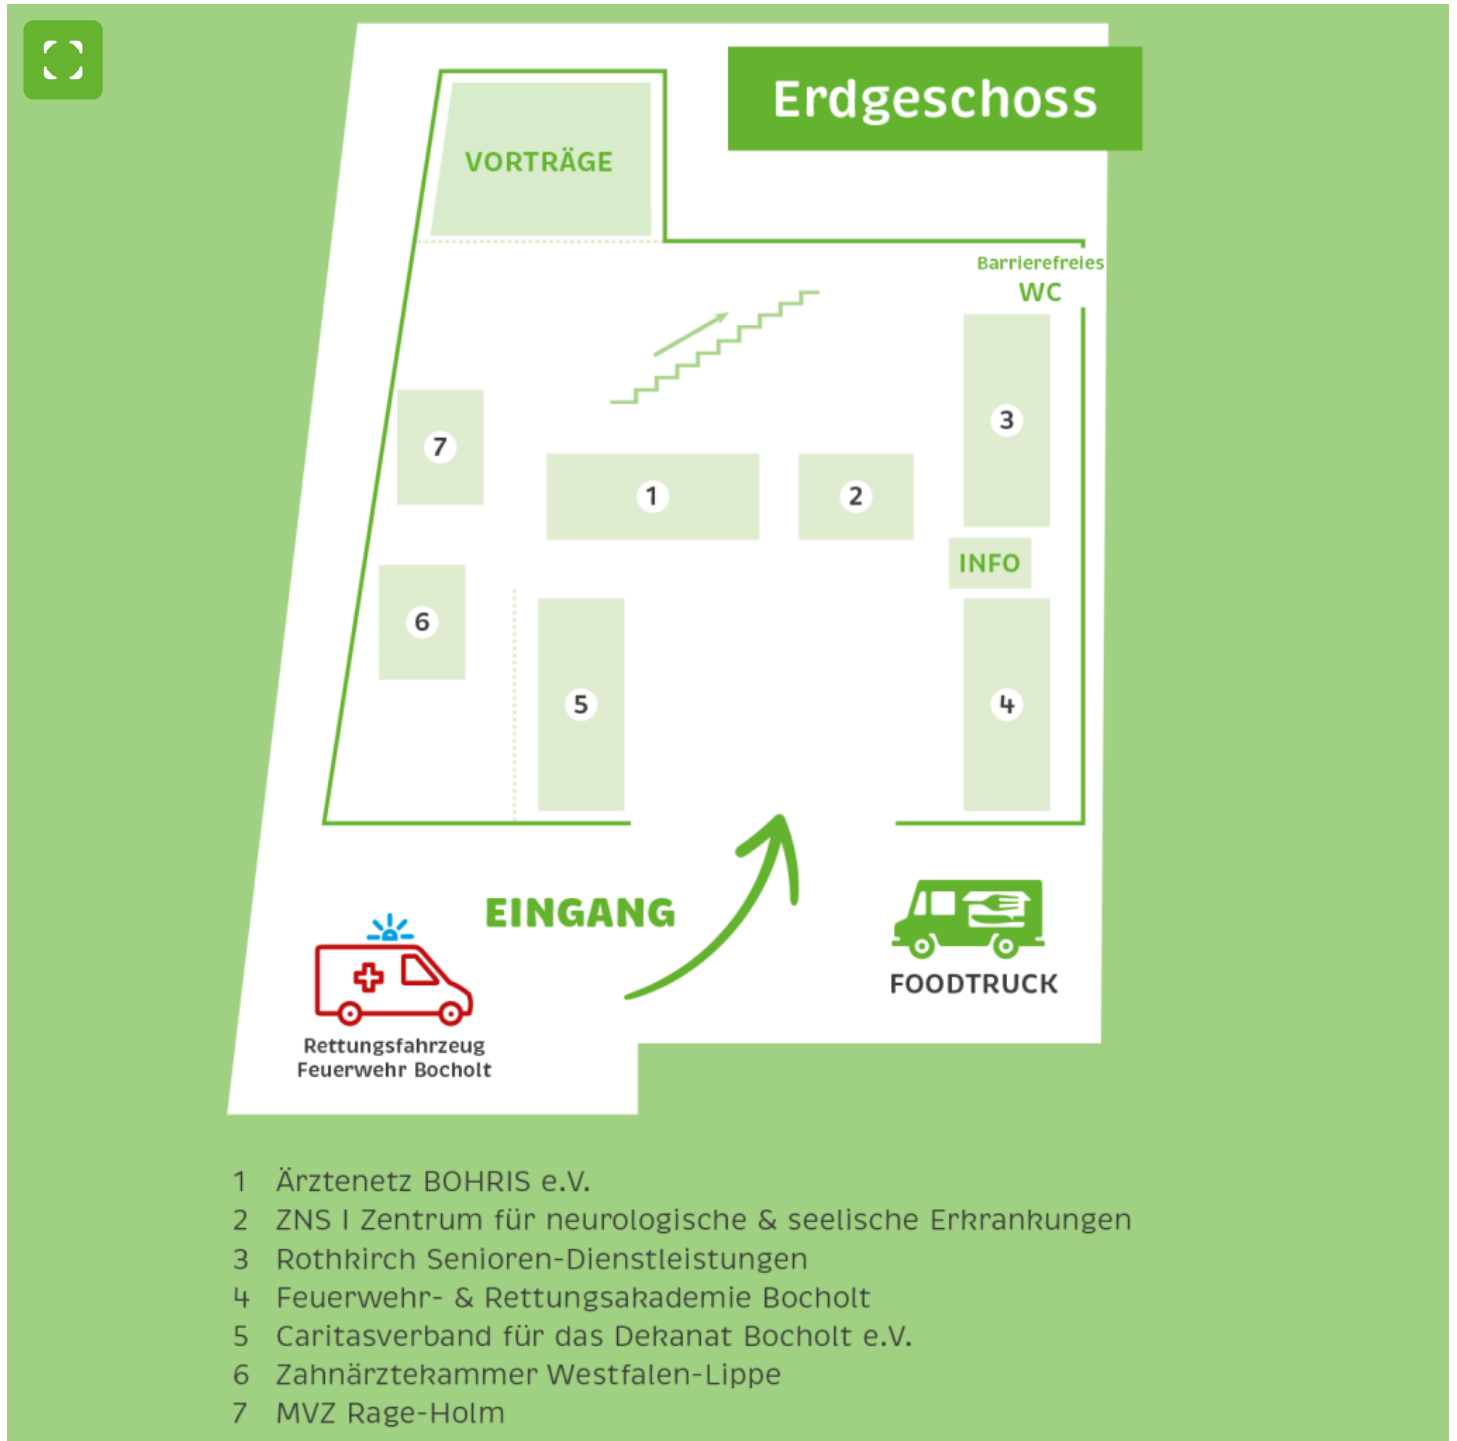 Erdgeschoss
VORTRÄGE
Barrierefreies
WC
7
1
2
3
INFO
6
5
4
EINGANG
FOODTRUCK
Rettungsfahrzeug
Feuerwehr Bocholt
1 Ärztenetz BOHRIS e.V.
2 ZNS I Zentrum für neurologische & seelische Erkrankungen
3 Rothkirch Senioren-Dienstleistungen
4 Feuerwehr- & Rettungsakademie Bocholt
5 Caritasverband für das Dekanat Bocholt e.V.
6 Zahnärztekammer Westfalen-Lippe
7 MVZ Rage-Holm